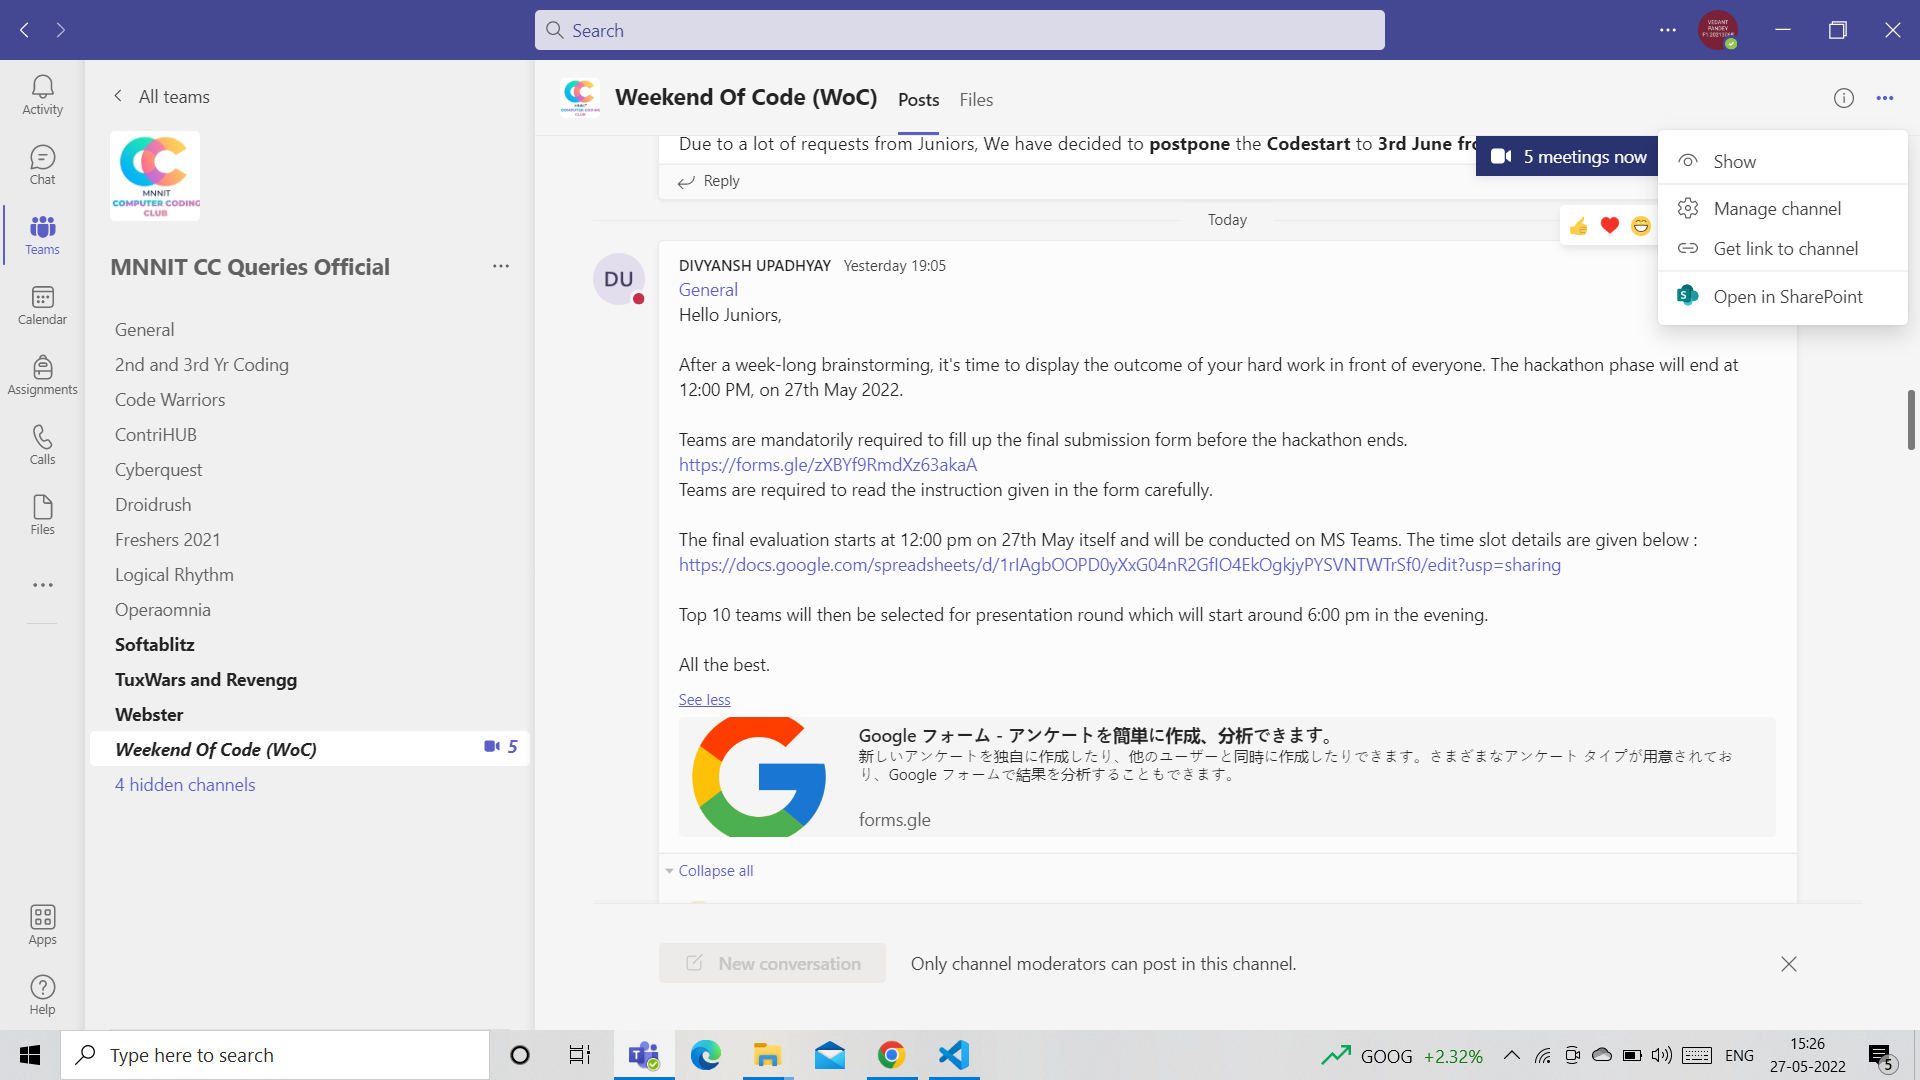 Search
VEDANT
PANDEY
Activity
Chat
Teams
Calendar
Assignments
Calls
Files
Apps
Help
All teams
MNNIT
COMPUTER CODING
CLUB
MNNIT CC Queries Official
General
2nd and 3rd Yr Coding
Code Warriors
ContriHUB
Cyberquest
Droidrush
Freshers 2021
Logical Rhythm
Operaomnia
Softablitz
TuxWars and Revengg
Webster
Weekend Of Code (WoC) 5
4 hidden channels
MNNIT
COMPUTER CODING
CLUB
Weekend Of Code (WoC) Posts Files
Due to a lot of requests from Juniors, We have decided to postpone the Codestart to 3rd June
5 meetings now
Show
Manage channel
Get link to channel
Open in SharePoint
Reply
Today
DU
DIVYANSH UPADHYAY Yesterday 19:05
General
Hello Juniors,
After a week-long brainstorming, it's time to display the outcome of your hard work in front of everyone. The hackathon phase will end at
12:00 PM, on 27th May 2022.
Teams are mandatorily required to fill up the final submission form before the hackathon ends.
https://forms.gle/zXBYf9RmdXz63akaA
Teams are required to read the instruction given in the form carefully.
The final evaluation starts at 12:00 pm on 27th May itself and will be conducted on MS Teams. The time slot details are given below :
https://docs.google.com/spreadsheets/d/1rIAgbOOPD0yXxG04nR2GfIO4EkOgkjyPYSVNTWTrSf0/edit?usp=sharing
Top 10 teams will then be selected for presentation round which will start around 6:00 pm in the evening.
All the best.
See less
Google フォーム - アンケートを簡単に作成、分析できます。
新しいアンケートを独自に作成したり、他のユーザーと同時に作成したりできます。さまざまなアンケート タイプが用意されてお
り、Google フォームで結果を分析することもできます。
forms.gle
Collapse all
New conversation
Only channel moderators can post in this channel.
Type here to search
GOOG +2.32%
ENG
15:26
27-05-2022
5